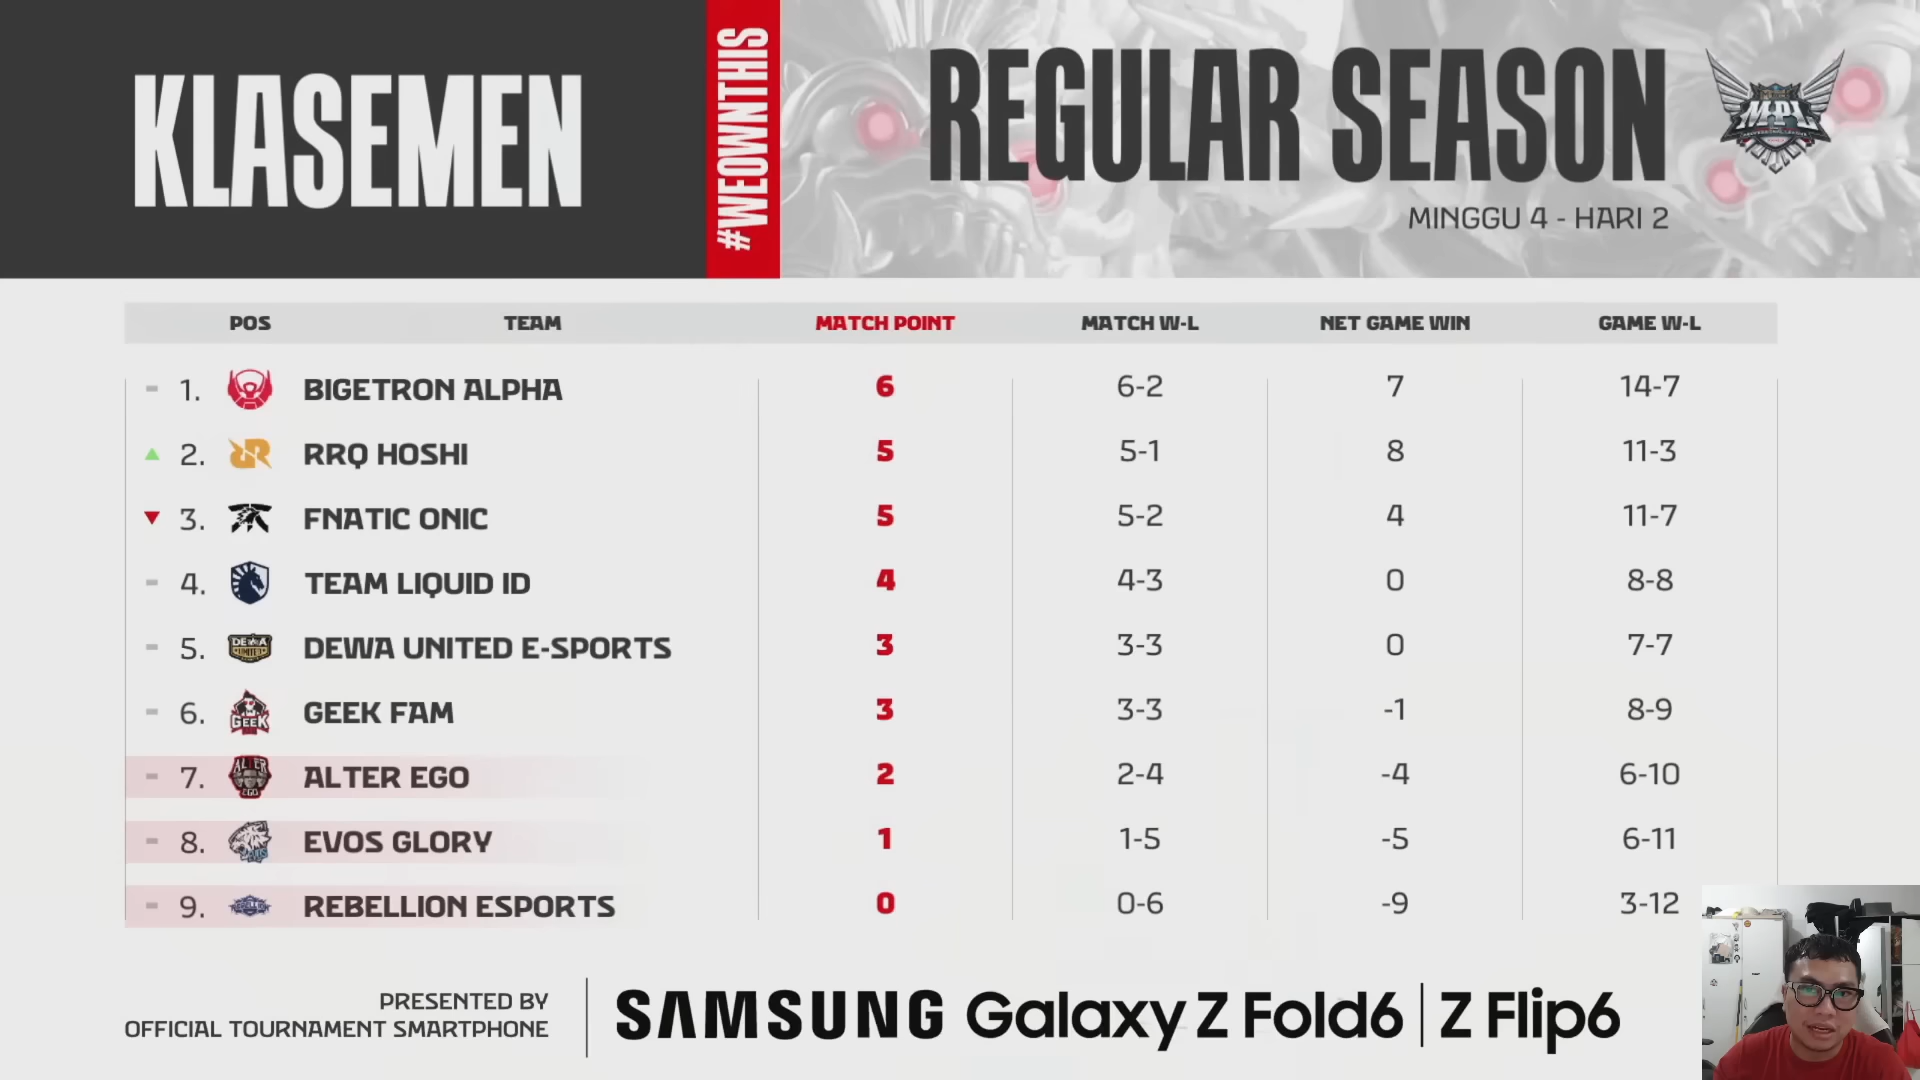 KLASEMEN
#WEOWNTHIS
REGULAR SEASON
MPL
MINGGU 4 - HARI 2
POS TEAM MATCH POINT MATCH W-L NET GAME WIN GAME W-L
1. BIGETRON ALPHA 6 6-2 7 14-7
2. RRQ HOSHI 5 5-1 8 11-3
3. FNATIC ONIC 5 5-2 4 11-7
4. TEAM LIQUID ID 4 4-3 0 8-8
5. DEWA UNITED E-SPORTS 3 3-3 0 7-7
6. GEEK FAM 3 3-3 -1 8-9
7. ALTER EGO 2 2-4 -4 6-10
8. EVOS GLORY 1 1-5 -5 6-11
9. REBELLION ESPORTS 0 0-6 -9 3-12
PRESENTED BY
OFFICIAL TOURNAMENT SMARTPHONE
SAMSUNG Galaxy Z Fold6 | Z Flip6